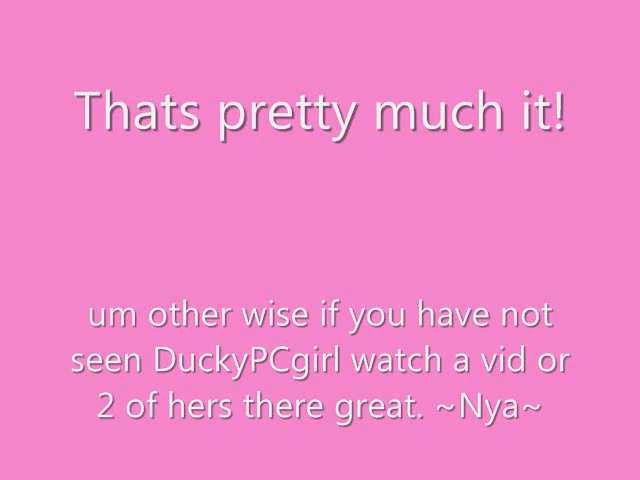 Thats pretty much it!
um other wise if you have not
seen DuckyPCgirl watch a vid or
2 of hers there great. ~Nya~